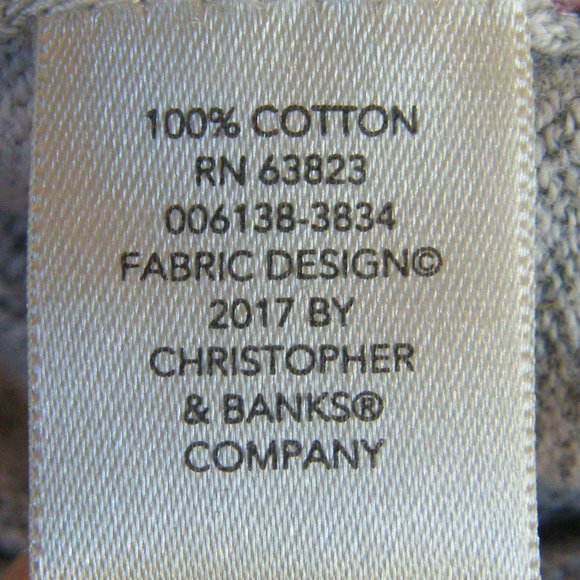 100% COTTON
RN 63823
006138-3834
FABRIC DESIGN©
2017 BY
CHRISTOPHER
& BANKS®
COMPANY